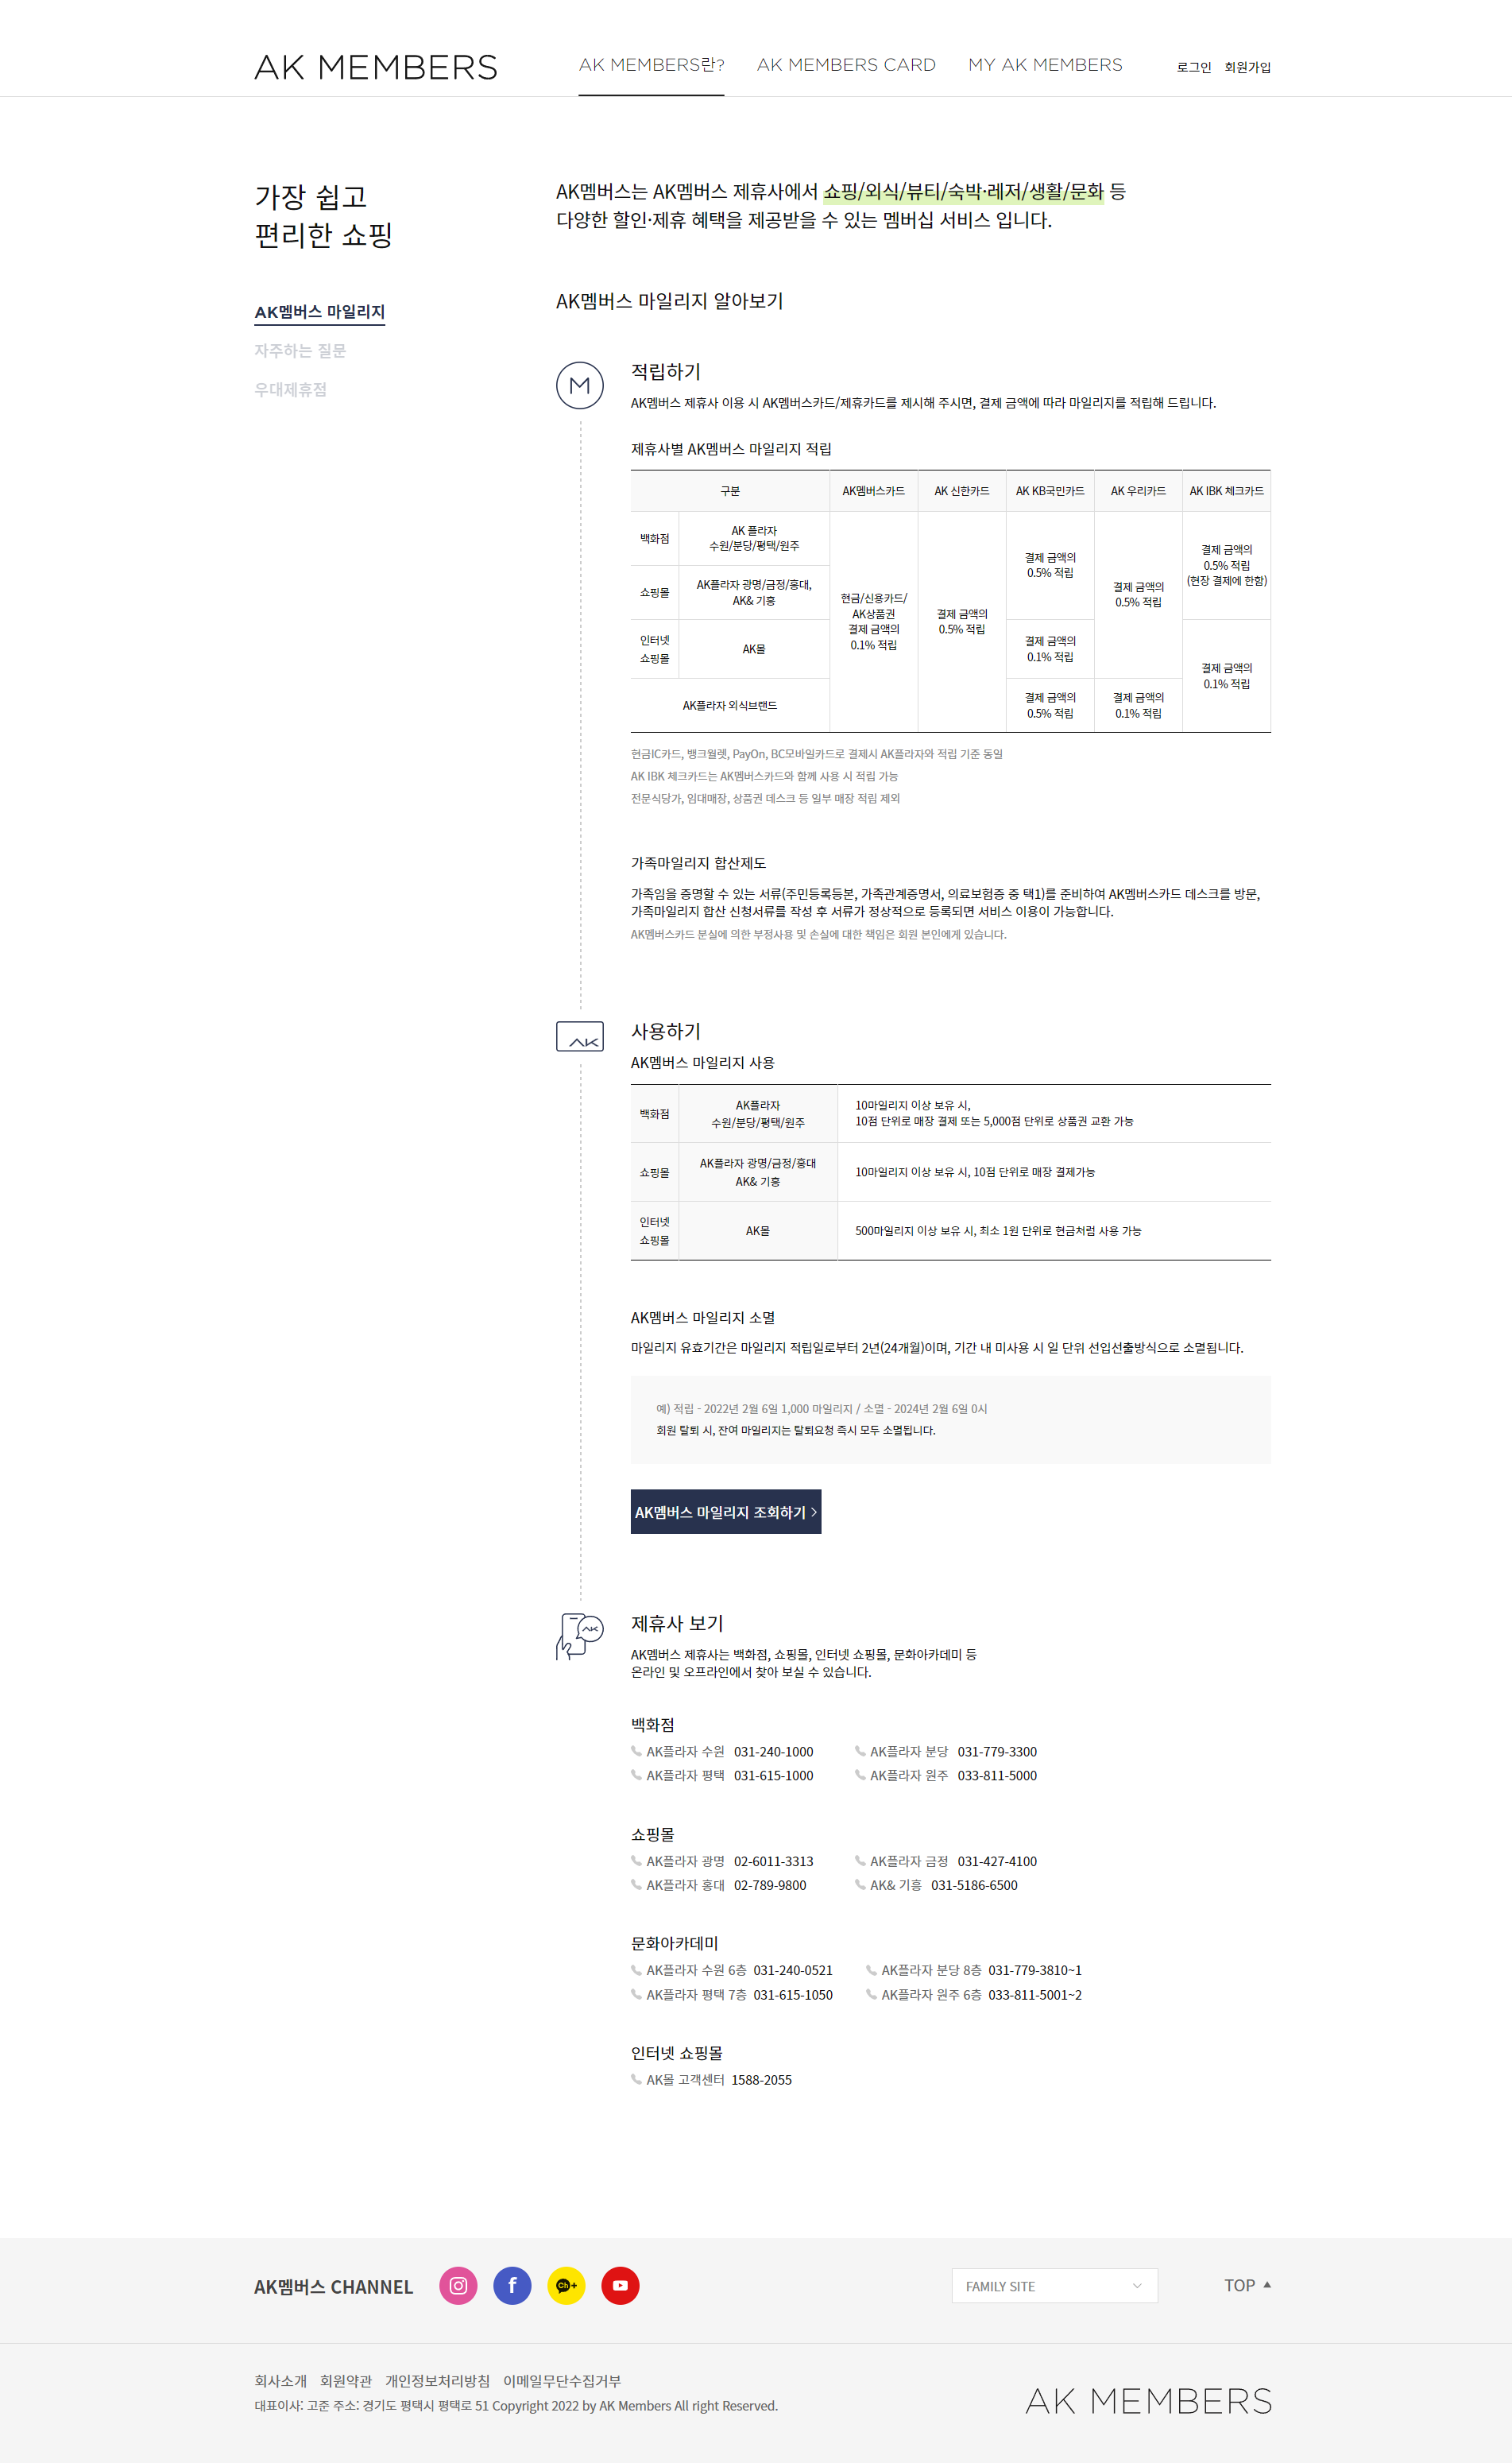 AK MEMBERS
AK MEMBERS란?
AK MEMBERS CARD
MY AK MEMBERS
로그인
회원가입
가장 쉽고
편리한 쇼핑
AK멤버스 마일리지
자주하는 질문
우대제휴점
AK멤버스는 AK멤버스 제휴사에서 쇼핑/외식/뷰티/숙박·레저/생활/문화 등
다양한 할인·제휴 혜택을 제공받을 수 있는 멤버십 서비스 입니다.
AK멤버스 마일리지 알아보기
M
적립하기
AK멤버스 제휴사 이용 시 AK멤버스카드/제휴카드를 제시해 주시면, 결제 금액에 따라 마일리지를 적립해 드립니다.
제휴사별 AK멤버스 마일리지 적립
구분
AK멤버스카드
AK 신한카드
AK KB국민카드
AK 우리카드
AK IBK 체크카드
백화점
AK 플라자
수원/분당/평택/원주
현금/신용카드/
AK상품권
결제 금액의
0.1% 적립
결제 금액의
0.5% 적립
결제 금액의
0.5% 적립
결제 금액의
0.5% 적립
결제 금액의
0.5% 적립
(현장 결제에 한함)
쇼핑몰
AK플라자 광명/금정/홍대,
AK& 기흥
인터넷
쇼핑몰
AK몰
결제 금액의
0.1% 적립
결제 금액의
0.1% 적립
AK플라자 외식브랜드
결제 금액의
0.5% 적립
결제 금액의
0.1% 적립
현금IC카드, 뱅크월렛, PayOn, BC모바일카드로 결제시 AK플라자와 적립 기준 동일
AK IBK 체크카드는 AK멤버스카드와 함께 사용 시 적립 가능
전문식당가, 임대매장, 상품권 데스크 등 일부 매장 적립 제외
가족마일리지 합산제도
가족임을 증명할 수 있는 서류(주민등록등본, 가족관계증명서, 의료보험증 중 택1)를 준비하여 AK멤버스카드 데스크를 방문,
가족마일리지 합산 신청서류를 작성 후 서류가 정상적으로 등록되면 서비스 이용이 가능합니다.
AK멤버스카드 분실에 의한 부정사용 및 손실에 대한 책임은 회원 본인에게 있습니다.
AK
사용하기
AK멤버스 마일리지 사용
백화점
AK플라자
수원/분당/평택/원주
10마일리지 이상 보유 시,
10점 단위로 매장 결제 또는 5,000점 단위로 상품권 교환 가능
쇼핑몰
AK플라자 광명/금정/홍대
AK& 기흥
10마일리지 이상 보유 시, 10점 단위로 매장 결제가능
인터넷
쇼핑몰
AK몰
500마일리지 이상 보유 시, 최소 1원 단위로 현금처럼 사용 가능
AK멤버스 마일리지 소멸
마일리지 유효기간은 마일리지 적립일로부터 2년(24개월)이며, 기간 내 미사용 시 일 단위 선입선출방식으로 소멸됩니다.
예) 적립 - 2022년 2월 6일 1,000 마일리지 / 소멸 - 2024년 2월 6일 0시
회원 탈퇴 시, 잔여 마일리지는 탈퇴요청 즉시 모두 소멸됩니다.
AK멤버스 마일리지 조회하기
AK
제휴사 보기
AK멤버스 제휴사는 백화점, 쇼핑몰, 인터넷 쇼핑몰, 문화아카데미 등
온라인 및 오프라인에서 찾아 보실 수 있습니다.
백화점
AK플라자 수원 031-240-1000
AK플라자 분당 031-779-3300
AK플라자 평택 031-615-1000
AK플라자 원주 033-811-5000
쇼핑몰
AK플라자 광명 02-6011-3313
AK플라자 금정 031-427-4100
AK플라자 홍대 02-789-9800
AK& 기흥 031-5186-6500
문화아카데미
AK플라자 수원 6층 031-240-0521
AK플라자 분당 8층 031-779-3810~1
AK플라자 평택 7층 031-615-1050
AK플라자 원주 6층 033-811-5001~2
인터넷 쇼핑몰
AK몰 고객센터 1588-2055
AK멤버스 CHANNEL
f
Ch+
FAMILY SITE
TOP
회사소개
회원약관
개인정보처리방침
이메일무단수집거부
대표이사: 고준 주소: 경기도 평택시 평택로 51 Copyright 2022 by AK Members All right Reserved.
AK MEMBERS